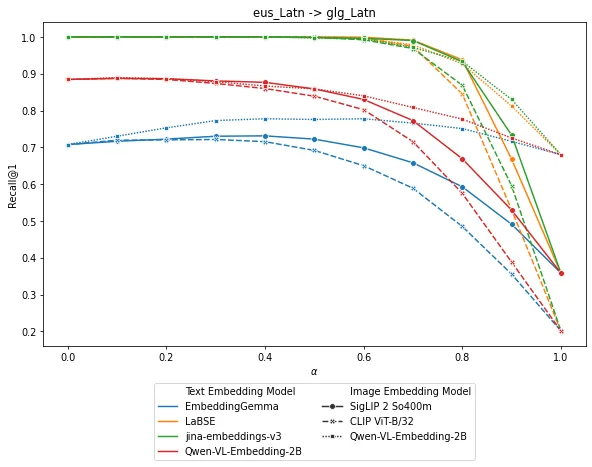 eus_Latn -> glg_Latn
Recall@1
1.0
0.9
0.8
0.7
0.6
0.5
0.4
0.3
0.2
0.0 0.2 0.4 0.6 0.8 1.0
α
Text Embedding Model
EmbeddingGemma
LaBSE
jina-embeddings-v3
Qwen-VL-Embedding-2B
Image Embedding Model
SigLIP 2 So400m
CLIP ViT-B/32
Qwen-VL-Embedding-2B